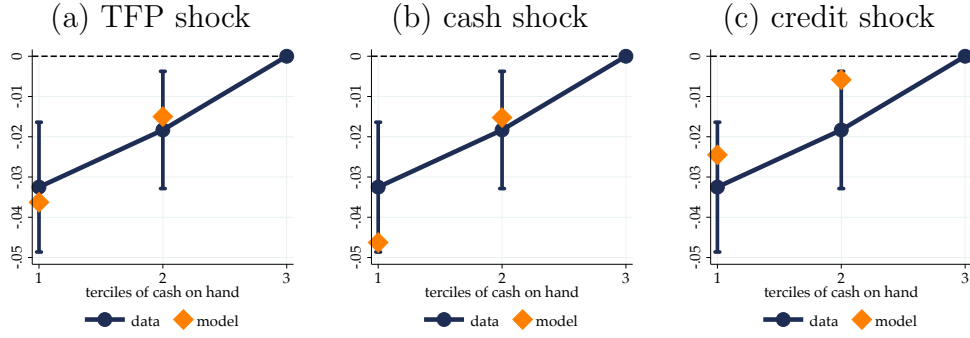 (a) TFP shock
0
-.01
-.02
-.03
-.04
-.05
1 2 3
terciles of cash on hand
data model
(b) cash shock
0
-.01
-.02
-.03
-.04
-.05
1 2 3
terciles of cash on hand
data model
(c) credit shock
0
-.01
-.02
-.03
-.04
-.05
1 2 3
terciles of cash on hand
data model